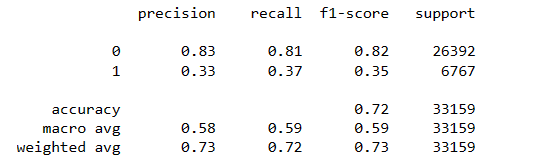 precision recall f1-score support
0 0.83 0.81 0.82 26392
1 0.33 0.37 0.35 6767
accuracy 0.72 33159
macro avg 0.58 0.59 0.59 33159
weighted avg 0.73 0.72 0.73 33159